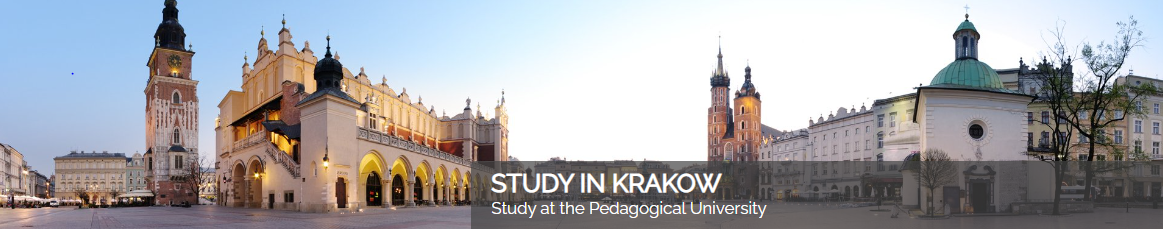 STUDY IN KRAKOW
Study at the Pedagogical University